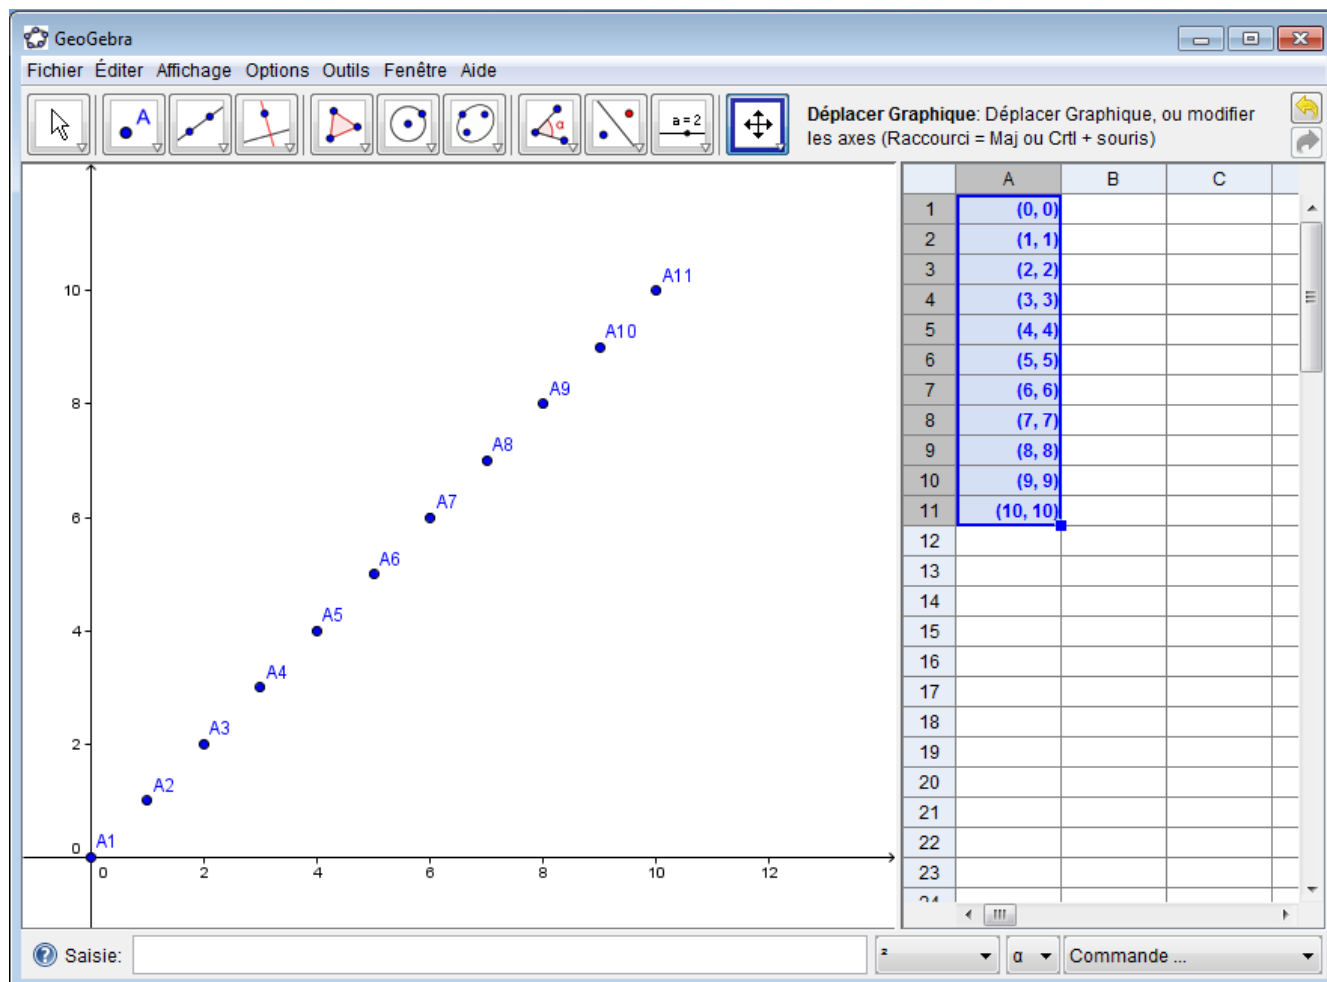 GeoGebra
Fichier Éditer Affichage Options Outils Fenêtre Aide
A
α
a = 2
Déplacer Graphique: Déplacer Graphique, ou modifier
les axes (Raccourci = Maj ou Crtl + souris)
A B C
1 (0, 0)
2 (1, 1)
3 (2, 2)
4 (3, 3)
5 (4, 4)
6 (5, 5)
7 (6, 6)
8 (7, 7)
9 (8, 8)
10 (9, 9)
11 (10, 10)
12
13
14
15
16
17
18
19
20
21
22
23
24
A11
10
A10
A9
8
A8
A7
6
A6
A5
4
A4
A3
2
A2
A1
0
0 2 4 6 8 10 12
Saisie:
² α Commande ...